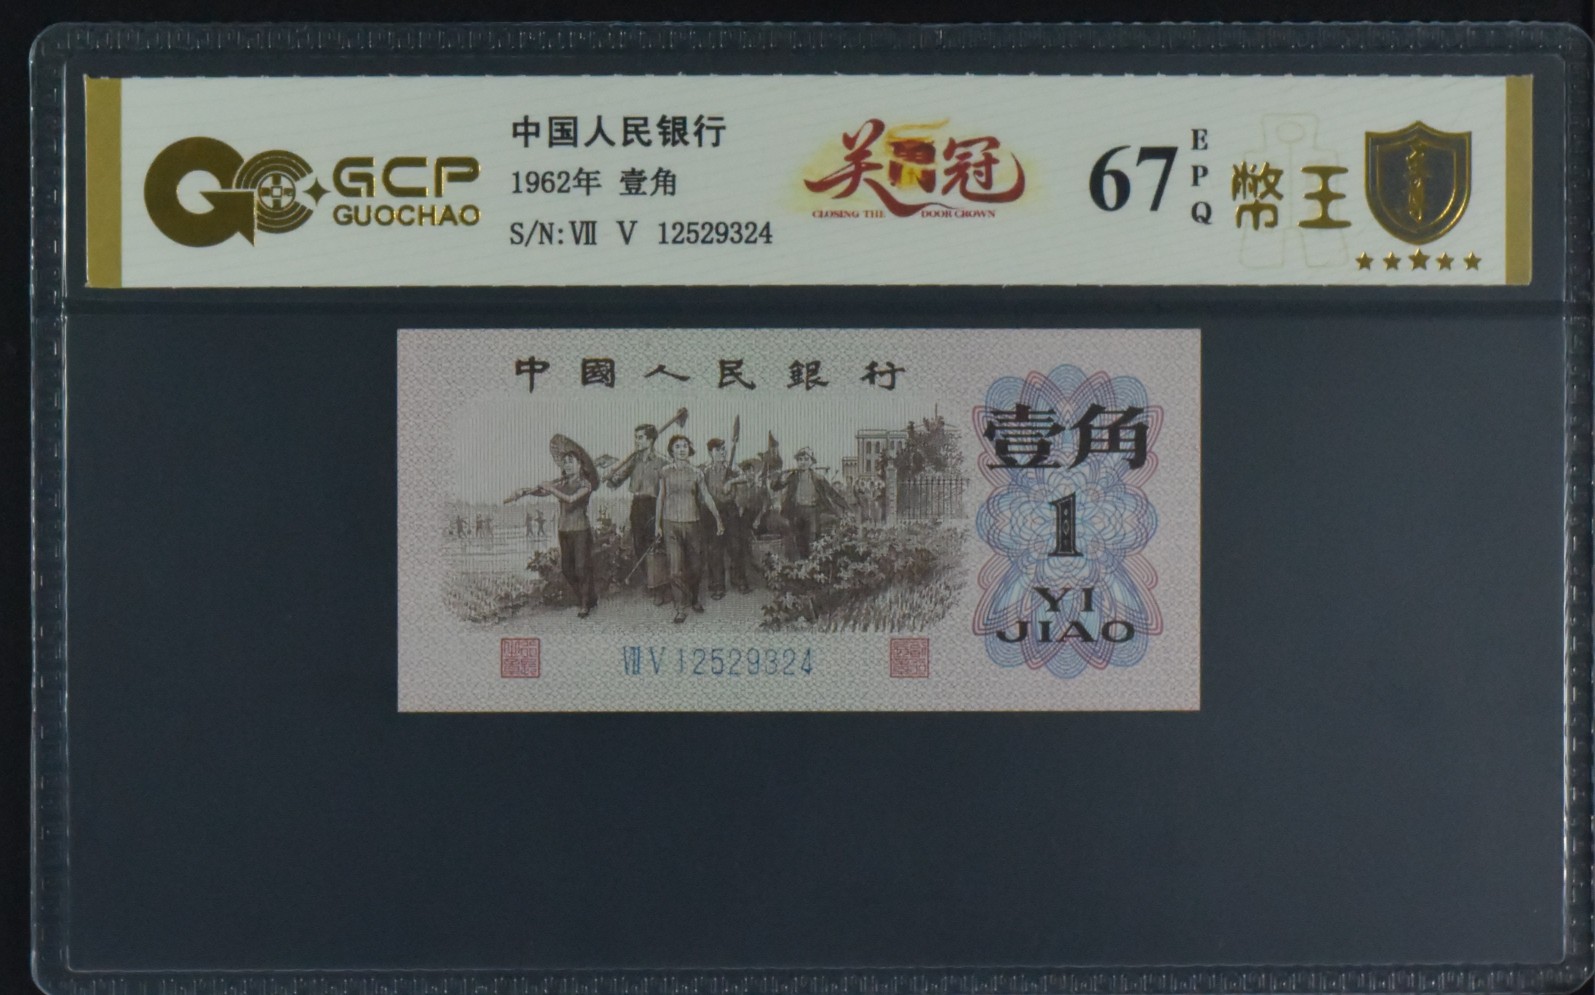 GCP
GUOCHAO
中国人民银行
1962年 壹角
S/N:Ⅶ Ⅴ 12529324
关门冠
CLOSING THE DOOR CROWN
67
EPQ
幣王
中國人民銀行
壹角
1
YI
JIAO
Ⅶ Ⅴ 12529324